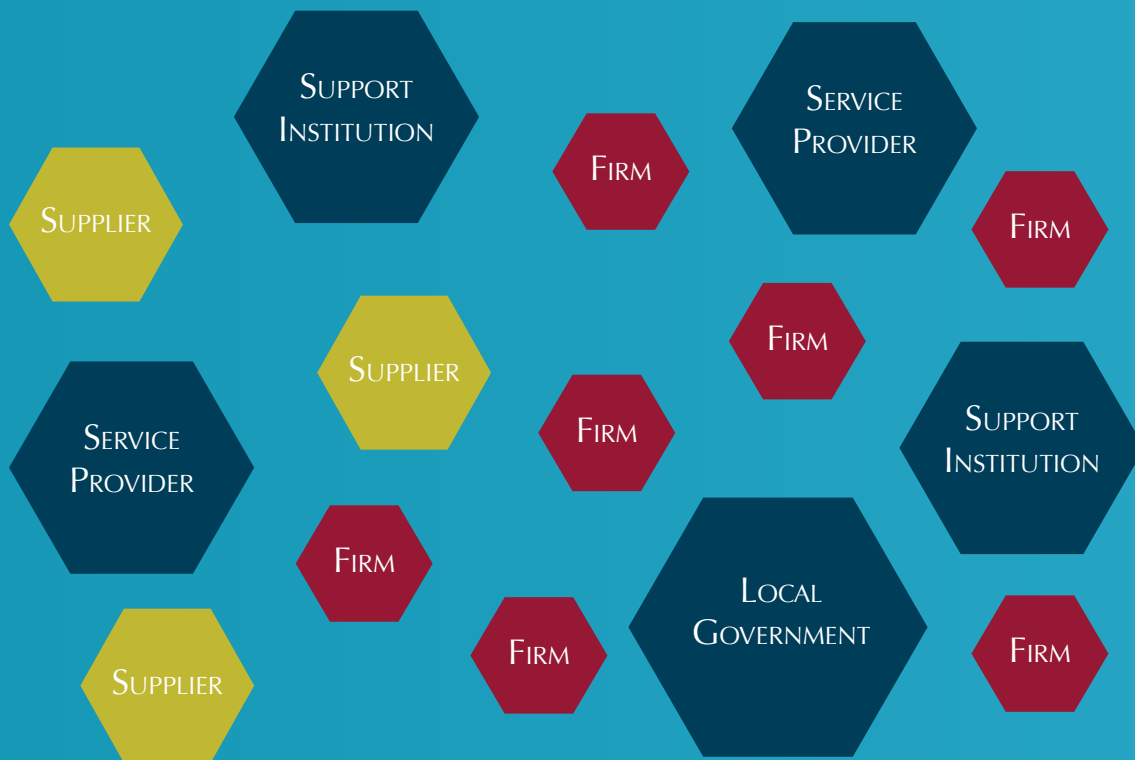 Support
Institution
Service
Provider
Firm
Supplier
Firm
Firm
Supplier
Firm
Service
Provider
Support
Institution
Firm
Local
Government
Firm
Firm
Supplier